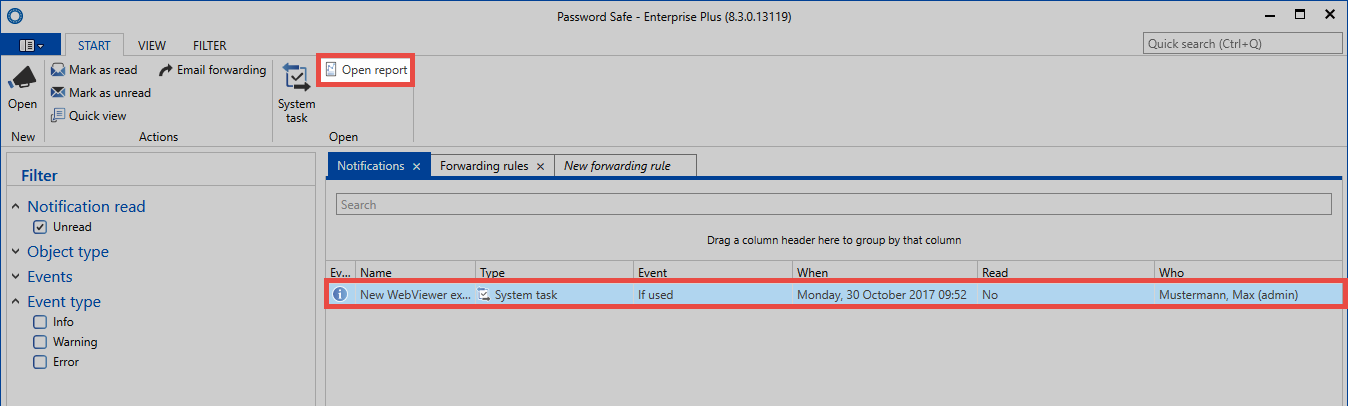 Password Safe - Enterprise Plus (8.3.0.13119)
START VIEW FILTER
Quick search (Ctrl+Q)
Open
New
Mark as read
Mark as unread
Quick view
Email forwarding
Actions
System
task
Open report
Open
Filter
Notification read
Unread
Object type
Events
Event type
Info
Warning
Error
Notifications × Forwarding rules × New forwarding rule
Search
Drag a column header here to group by that column
Ev... Name Type Event When Read Who
New WebViewer ex... System task If used Monday, 30 October 2017 09:52 No Mustermann, Max (admin)